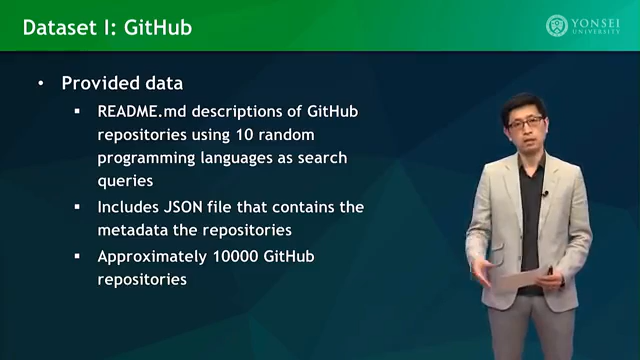 Dataset I: GitHub
YONSEI
UNIVERSITY
• Provided data
▪ README.md descriptions of GitHub
repositories using 10 random
programming languages as search
queries
▪ Includes JSON file that contains the
metadata the repositories
▪ Approximately 10000 GitHub
repositories